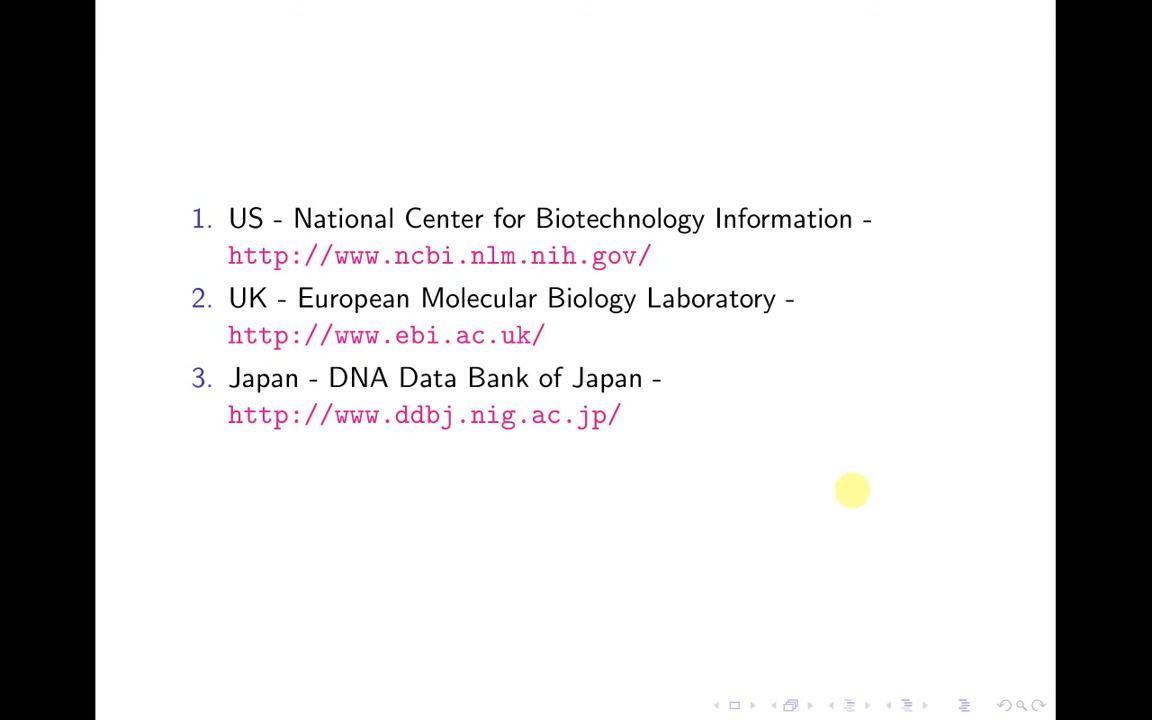 1. US - National Center for Biotechnology Information -
http://www.ncbi.nlm.nih.gov/
2. UK - European Molecular Biology Laboratory -
http://www.ebi.ac.uk/
3. Japan - DNA Data Bank of Japan -
http://www.ddbj.nig.ac.jp/